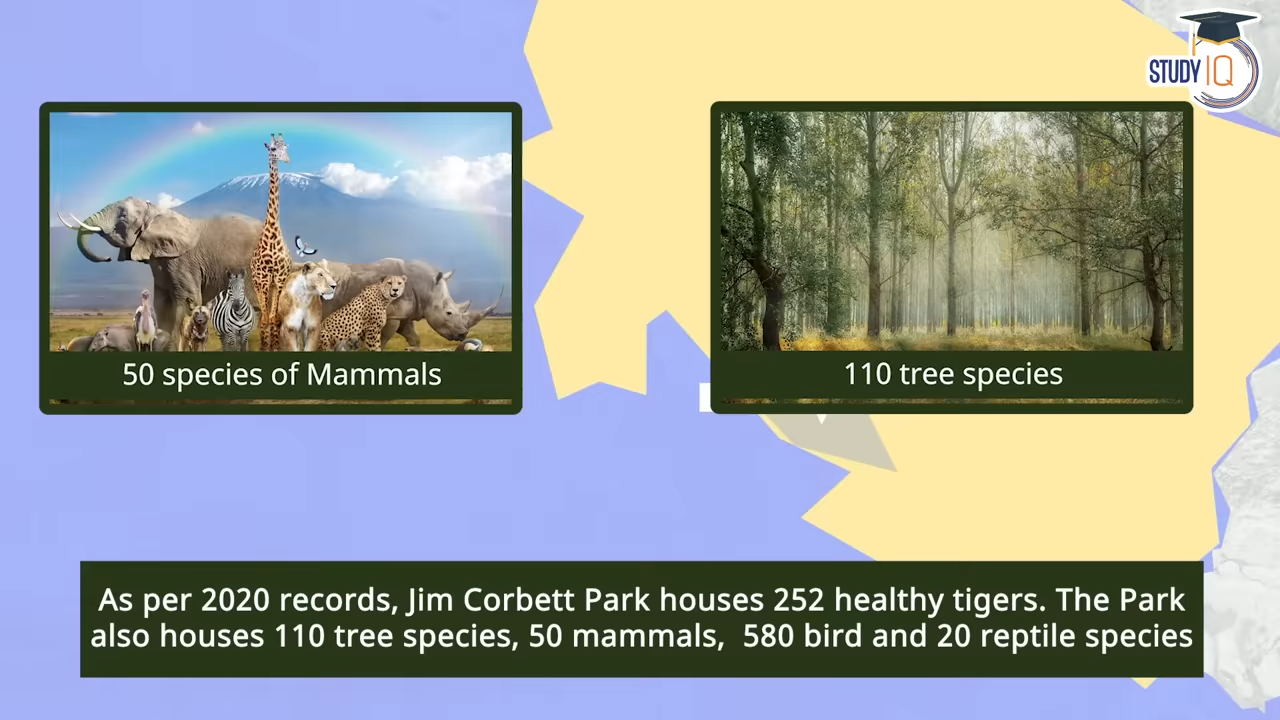 STUDY IQ
50 species of Mammals
110 tree species
As per 2020 records, Jim Corbett Park houses 252 healthy tigers. The Park
also houses 110 tree species, 50 mammals,  580 bird and 20 reptile species